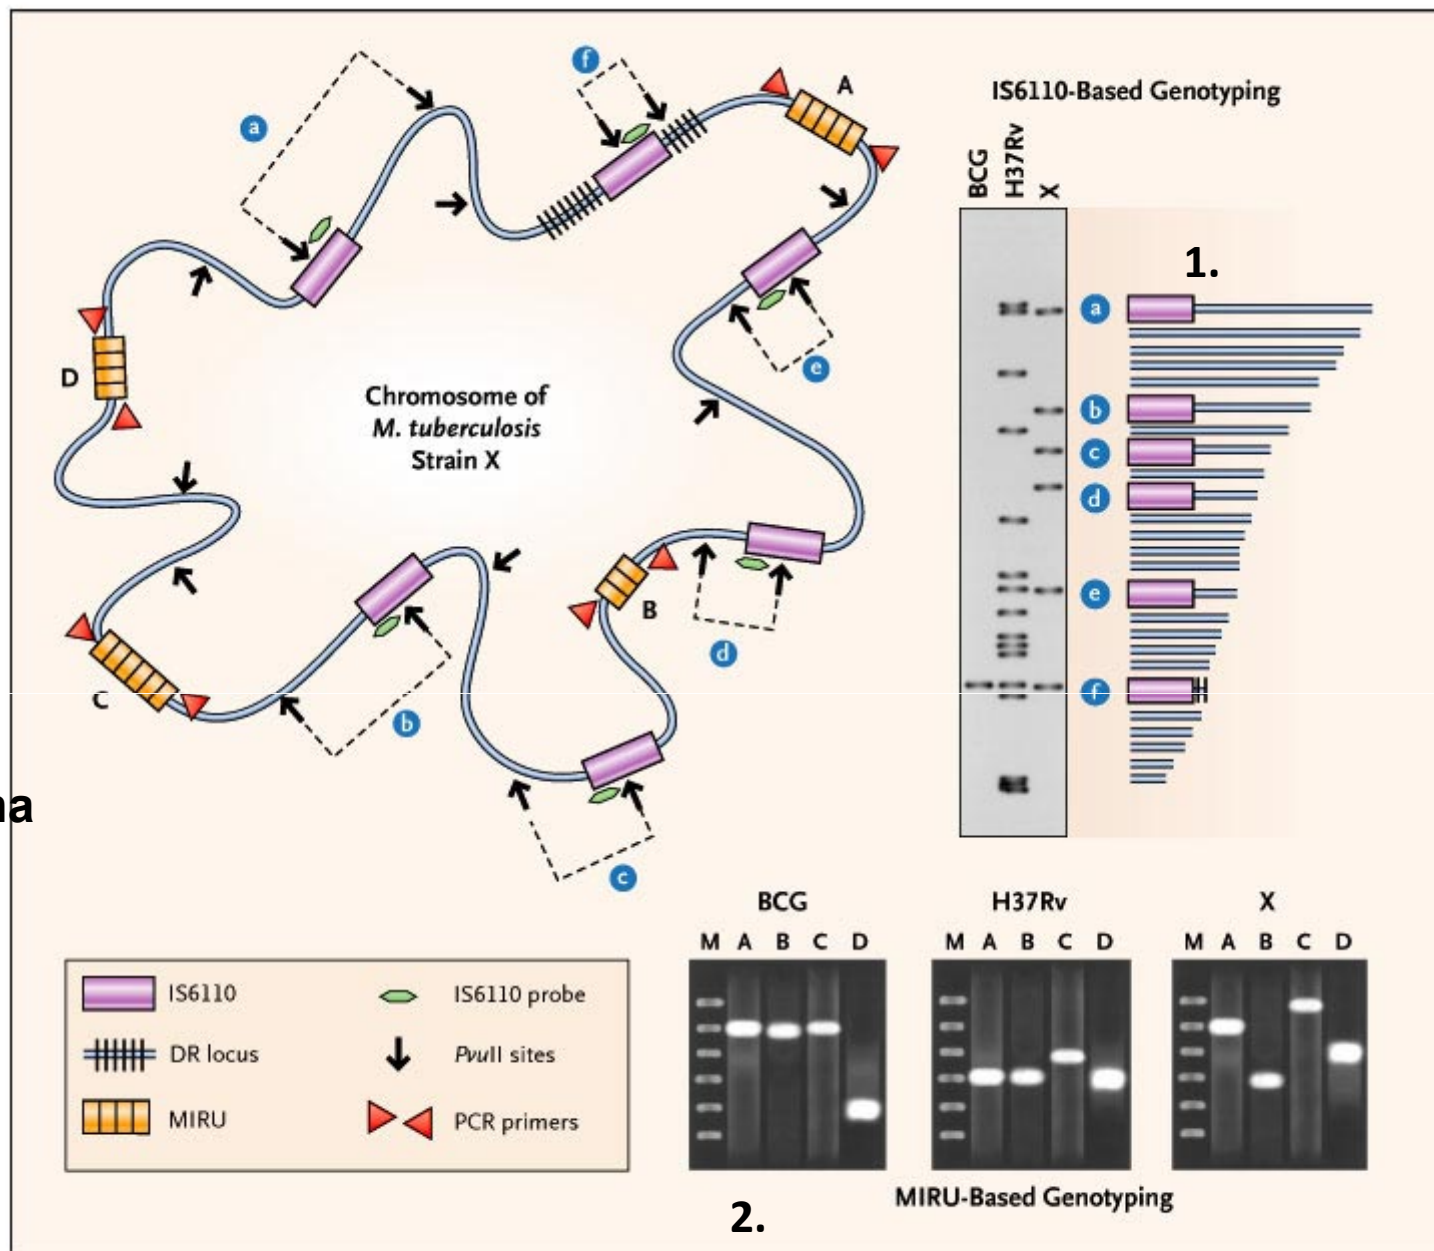 f
A
a
IS6110-Based Genotyping
BCG
H37Rv
X
1.
a
e
D
Chromosome of
M. tuberculosis
Strain X
b
c
d
e
B
d
C
b
f
na
c
BCG
H37Rv
X
M A B C D
M A B C D
M A B C D
IS6110
IS6110 probe
DR locus
PvuII sites
MIRU
PCR primers
MIRU-Based Genotyping
2.